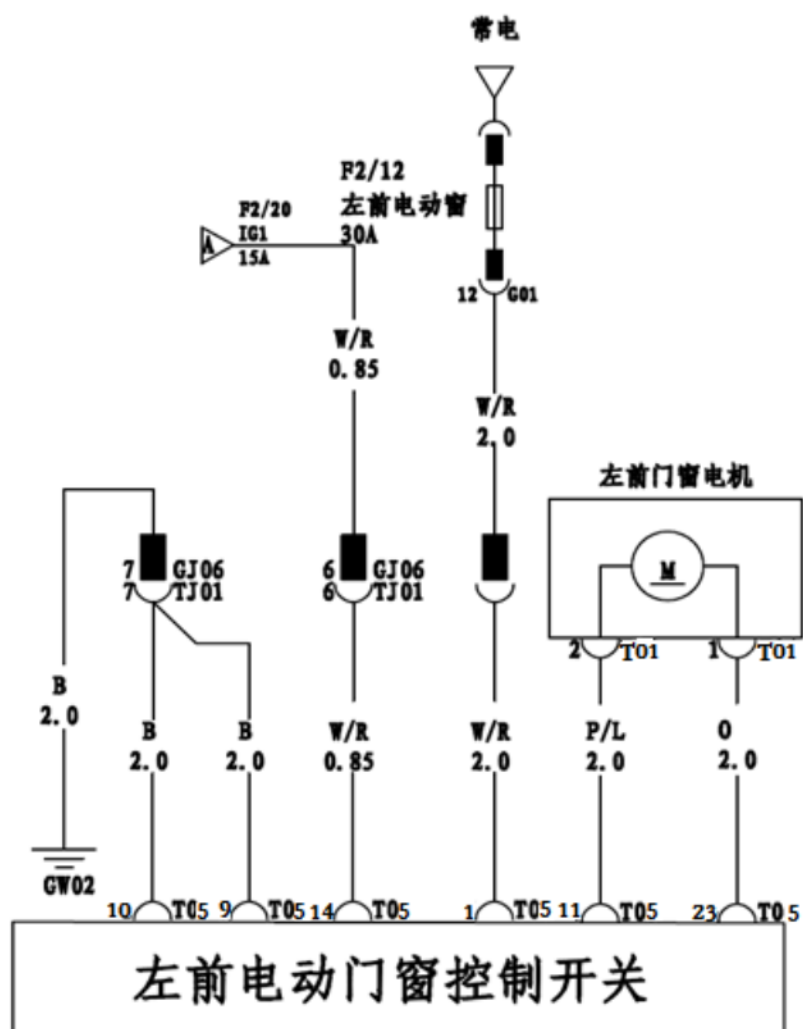 常电
F2/12
左前电动窗
30A
F2/20
IG1
15A
A
12 G01
W/R
0.85
W/R
2.0
左前门窗电机
M
7 GJ06
7 TJ01
6 GJ06
6 TJ01
2 T01
1 T01
B
2.0
B
2.0
B
2.0
W/R
0.85
W/R
2.0
P/L
2.0
O
2.0
GW02
10 T05
9 T05
14 T05
1 T05
11 T05
23 T05
左前电动门窗控制开关